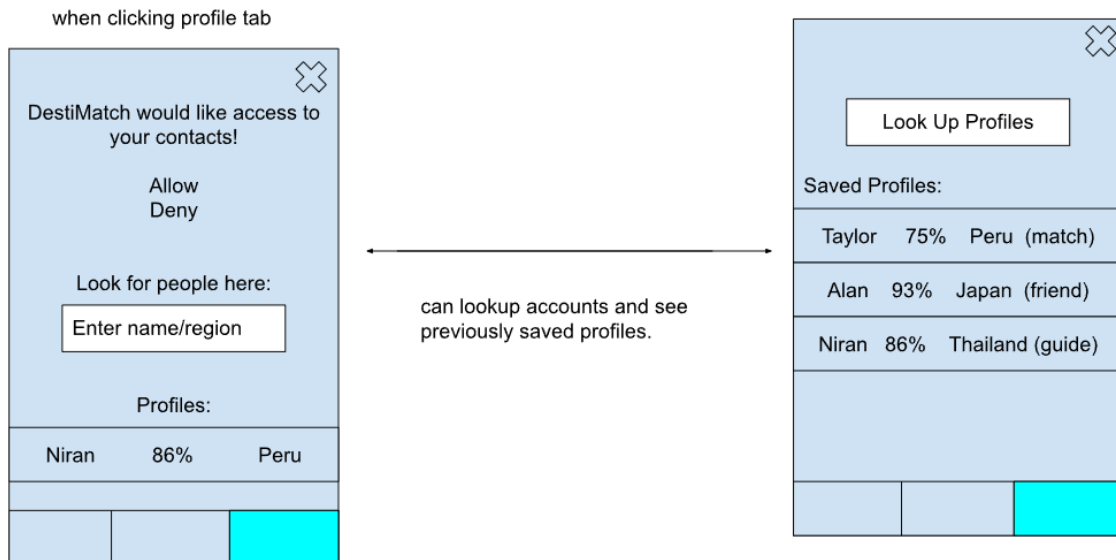 when clicking profile tab
DestiMatch would like access to
your contacts!
Allow
Deny
Look for people here:
Enter name/region
Profiles:
Niran 86% Peru
can lookup accounts and see
previously saved profiles.
Look Up Profiles
Saved Profiles:
Taylor 75% Peru (match)
Alan 93% Japan (friend)
Niran 86% Thailand (guide)